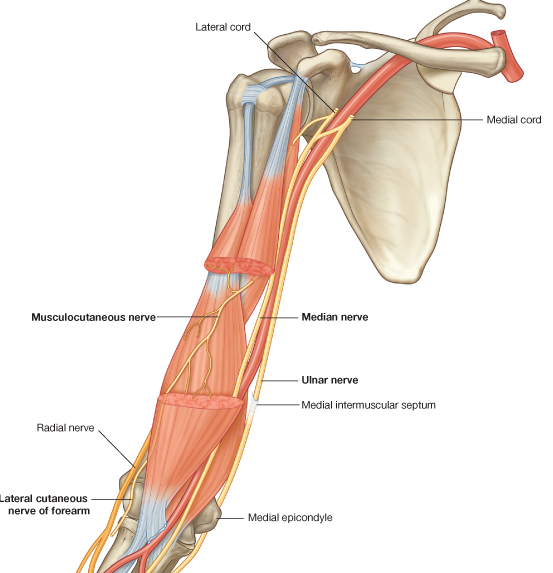 Lateral cord
Medial cord
Musculocutaneous nerve
Median nerve
Ulnar nerve
Medial intermuscular septum
Radial nerve
Lateral cutaneous
nerve of forearm
Medial epicondyle